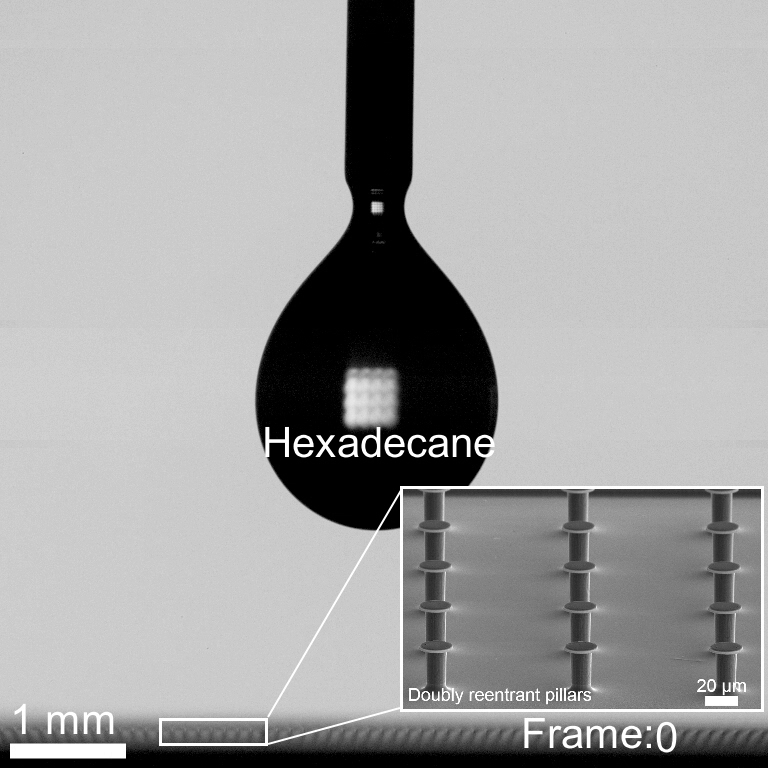 Hexadecane
20 µm
Doubly reentrant pillars
1 mm
Frame:0